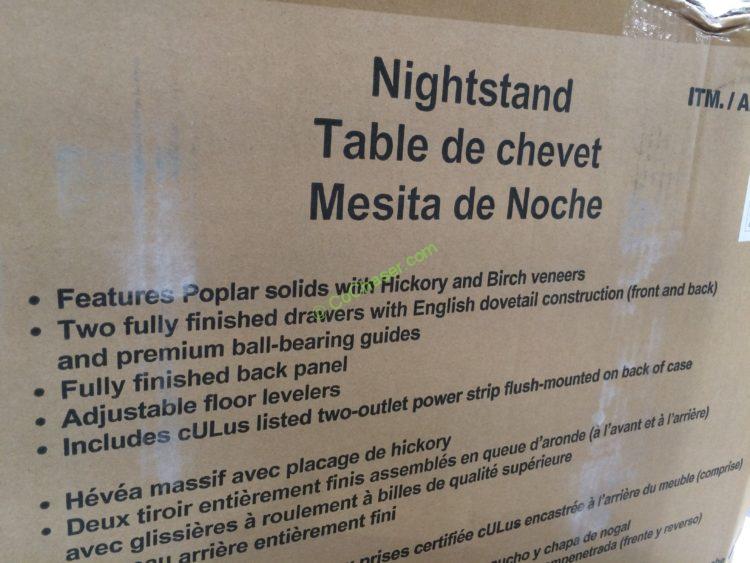 Nightstand
ITM. / A
Table de chevet
Mesita de Noche
© CoChaser.com
• Features Poplar solids with Hickory and Birch veneers
• Two fully finished drawers with English dovetail construction (front and back)
and premium ball-bearing guides
• Fully finished back panel
• Adjustable floor levelers
• Includes cULus listed two-outlet power strip flush-mounted on back of case
• Hévéa massif avec placage de hickory
• Deux tiroir entièrement finis assemblés en queue d'aronde (à l'avant et à l'arrière)
avec glissières à roulement à billes de qualité supérieure
arrière entièrement fini
prises certifiée cULus encastrée à l'arrière du meuble (comprise)
y chapa de nogal
(frente y reverso)